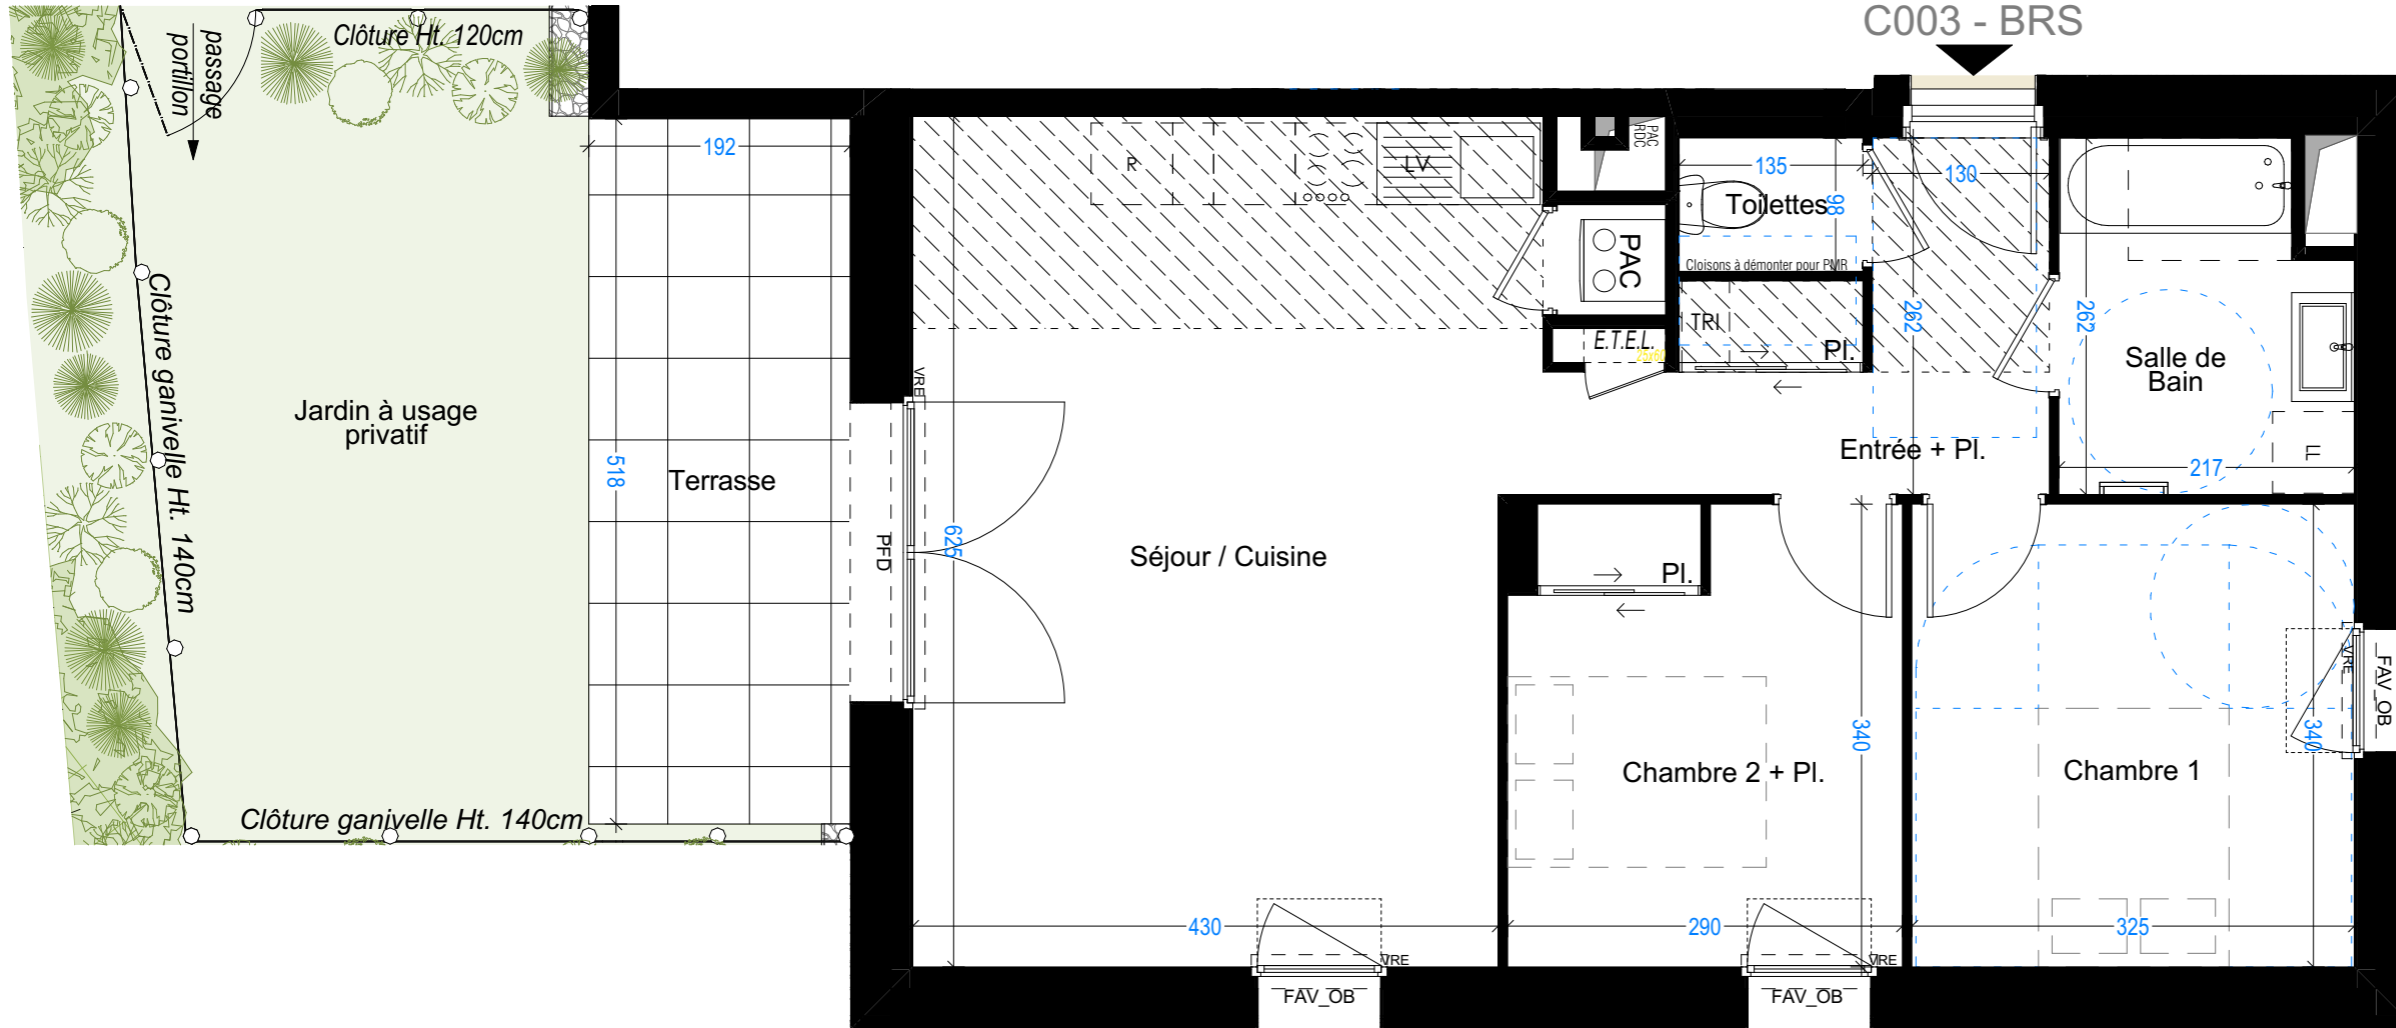 C003 - BRS
Clôture Ht. 120cm
passage
portillon
192
R
LV
PAC
RDC
135
130
Toilettes
98
PAC
Cloisons à démonter pour PMR
TRI
Pl.
E.T.E.L.
25x60
262
262
Salle de
Bain
VRE
Clôture ganivelle Ht. 140cm
Jardin à usage
privatif
518
Terrasse
Entrée + Pl.
217
LL
625
PFD
Séjour / Cuisine
Pl.
VRE
FAV_OB
340
340
Chambre 2 + Pl.
Chambre 1
Clôture ganivelle Ht. 140cm
430
290
325
VRE
VRE
FAV_OB
FAV_OB